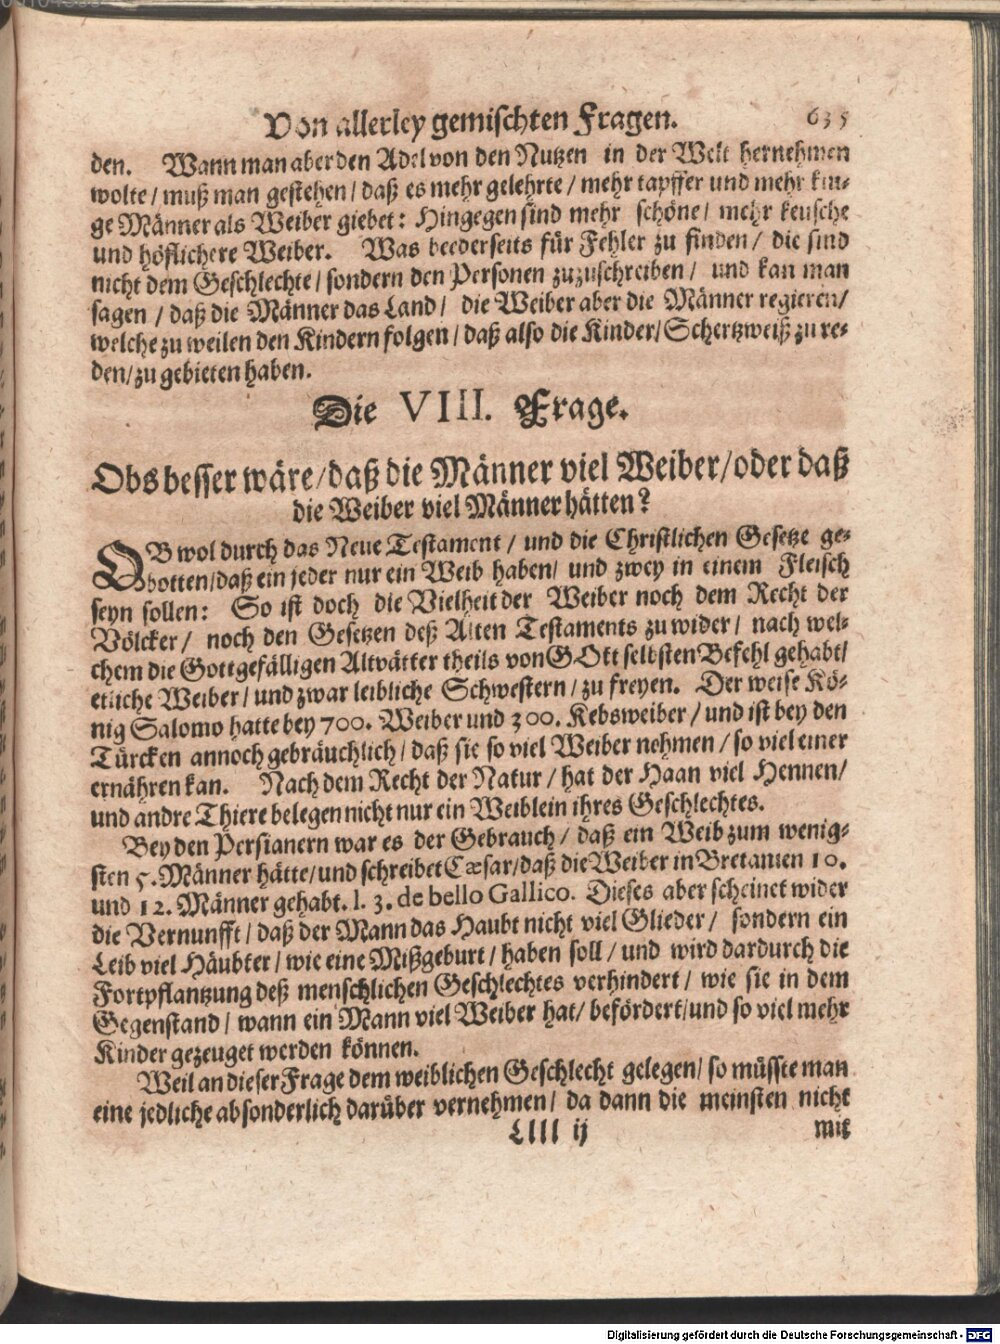 Von allerley gemischten Fragen. 635
den. Wann man aber den Adel von den Nutzen in der Welt hernehmen
wolte / muß man gestehen / daß es mehr gelehrte / mehr tapffer und mehr klu-
ge Männer als Weiber giebet: Hingegen sind mehr schöne / mehr keusche
und höflichere Weiber. Was beederseits für Fehler zu finden / die sind
nicht dem Geschlechte / sondern den Personen zuzuschreiben / und kan man
sagen / daß die Männer das Land / die Weiber aber die Männer regieren /
welche zu weilen den Kindern folgen / daß also die Kinder / Schertzweiß zu re-
den / zu gebieten haben.
Die VIII. Frage.
Obs besser wäre / daß die Männer viel Weiber / oder daß
die Weiber viel Männer hätten?
OB wol durch das Neue Testament / und die Christlichen Gesetze ge-
botten / daß ein jeder nur ein Weib haben / und zwey in einem Fleisch
seyn sollen: So ist doch die Vielheit der Weiber noch dem Recht der
Völcker / noch den Gesetzen deß Alten Testaments zu wider / nach wel-
chem die Gottgefälligen Altvätter theils von GOtt selbsten Befehl gehabt /
etliche Weiber / und zwar leibliche Schwestern / zu freyen. Der weise Kö-
nig Salomo hatte bey 700. Weiber und 300. Kebsweiber / und ist bey den
Türcken annoch gebräuchlich / daß sie so viel Weiber nehmen / so viel einer
ernähren kan. Nach dem Recht der Natur / hat der Haan viel Hennen /
und andre Thiere belegen nicht nur ein Weiblein ihres Geschlechtes.
Bey den Persianern war es der Gebrauch / daß ein Weib zum wenig-
sten 5. Männer hätte / und schreibet Cæsar / daß die Weiber in Bretanien 10.
und 12. Männer gehabt. l. 3. de bello Gallico. Dieses aber scheinet wider
die Vernunfft / daß der Mann das Haubt nicht viel Glieder / sondern ein
Leib viel Häubter / wie eine Mißgeburt / haben soll / und wird dardurch die
Fortpflantzung deß menschlichen Geschlechtes verhindert / wie sie in dem
Gegenstand / wann ein Mann viel Weiber hat / befördert / und so viel mehr
Kinder gezeuget werden können.
Weil an dieser Frage dem weiblichen Geschlecht gelegen / so müsste man
eine jedliche absonderlich darüber vernehmen / da dann die meinsten nicht
Llll ij mit
Digitalisierung gefördert durch die Deutsche Forschungsgemeinschaft - DFG